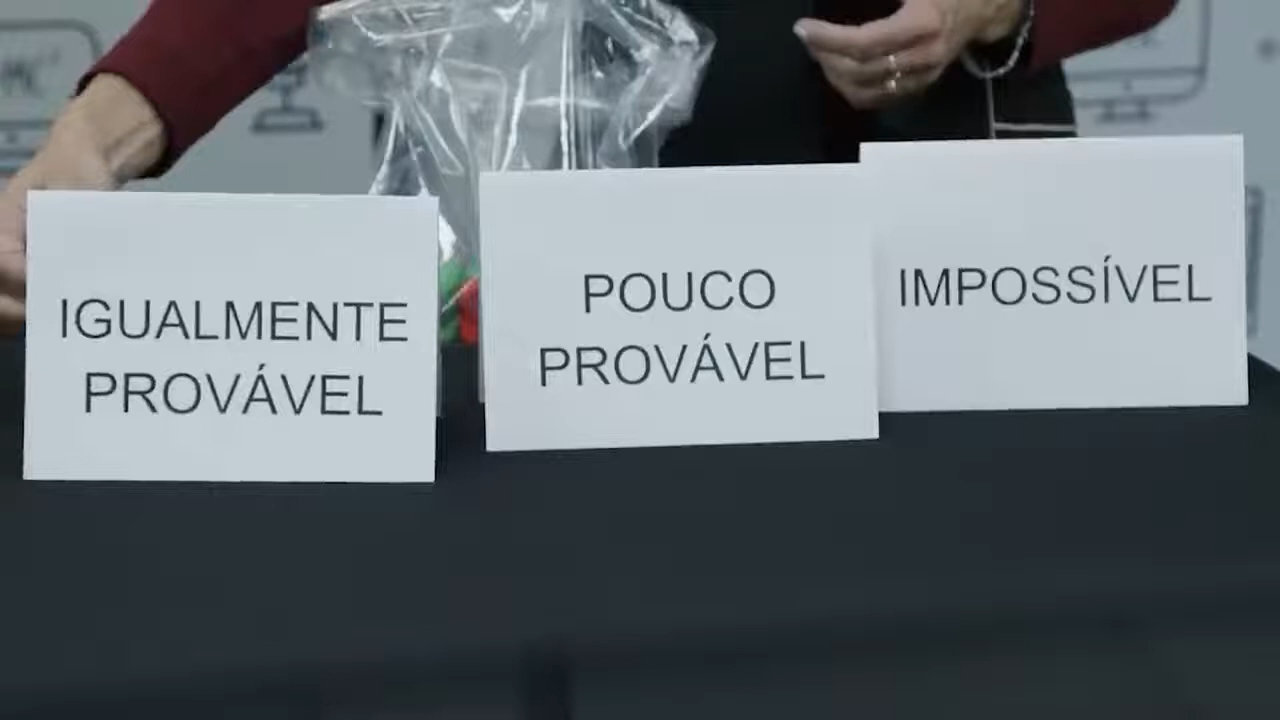 IGUALMENTE
PROVÁVEL
POUCO
PROVÁVEL
IMPOSSÍVEL